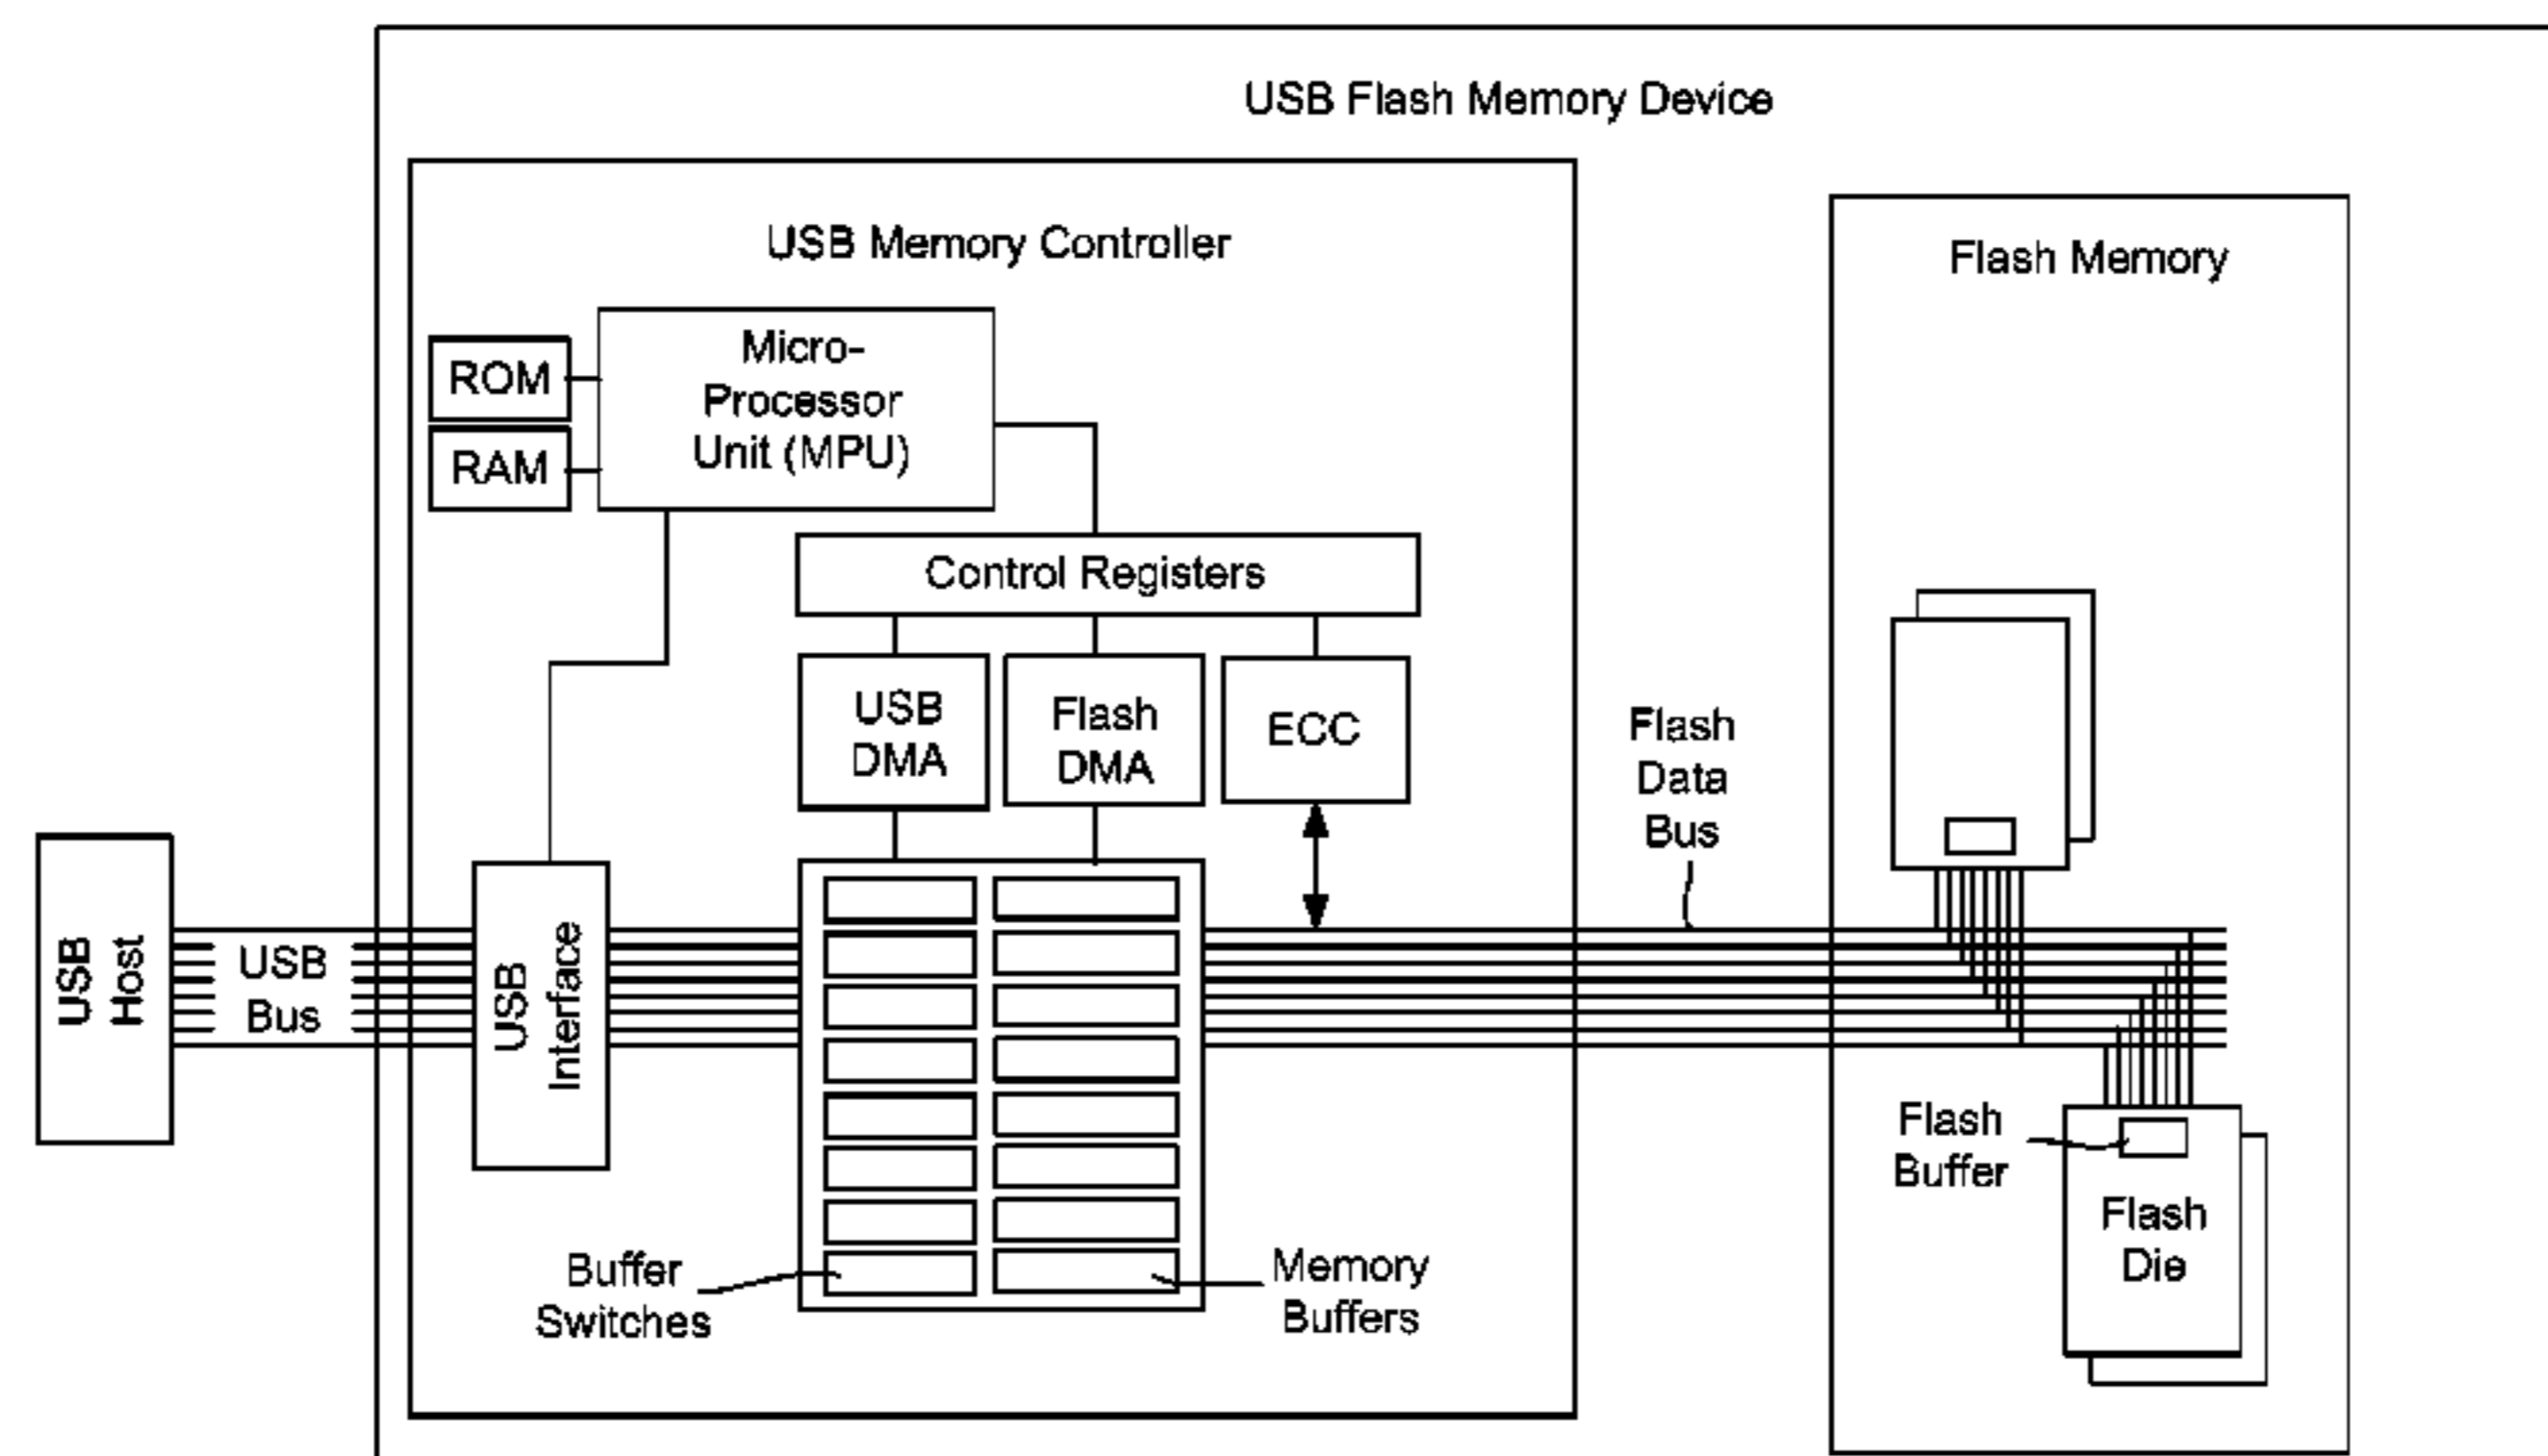 USB Flash Memory Device
USB Memory Controller
Flash Memory
ROM
RAM
Micro-
Processor
Unit (MPU)
Control Registers
USB
DMA
Flash
DMA
ECC
Flash
Data
Bus
USB
Host
USB
Bus
USB
Interface
Buffer
Switches
Memory
Buffers
Flash
Buffer
Flash
Die